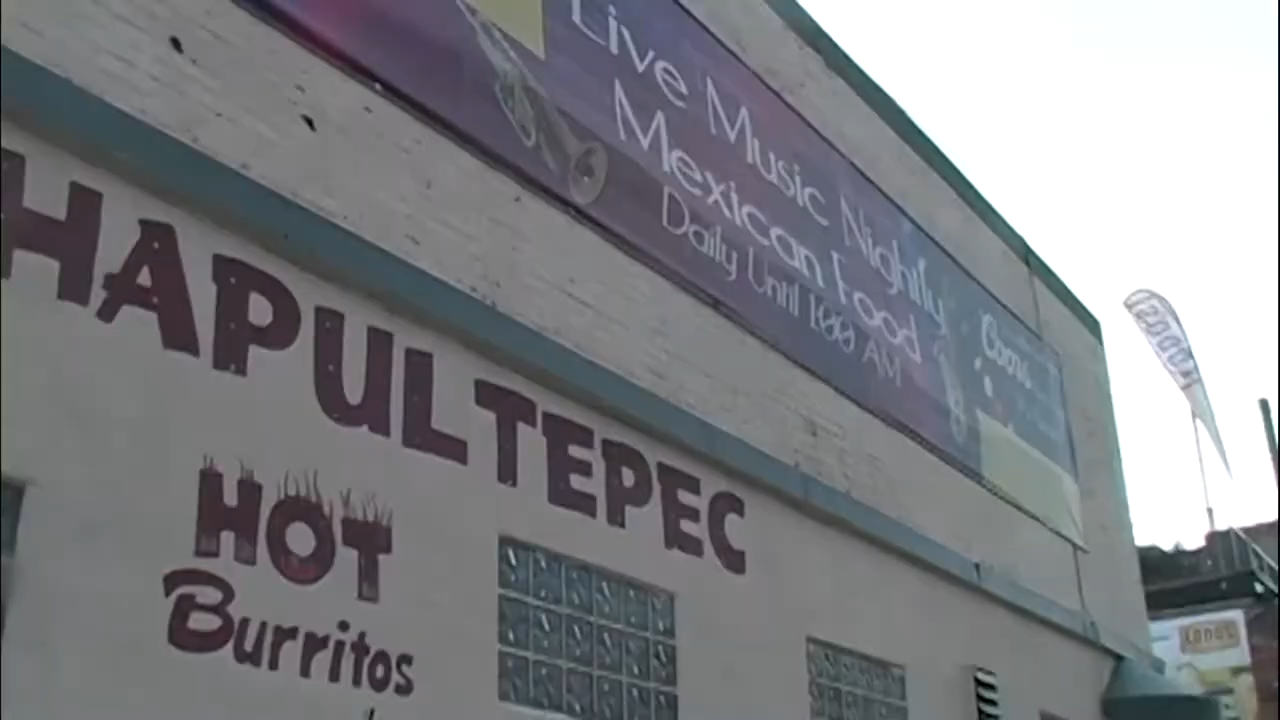 Live Music Nightly
Mexican Food
Daily Until 1:00 AM
Coors
HAPULTEPEC
HOT
Burritos